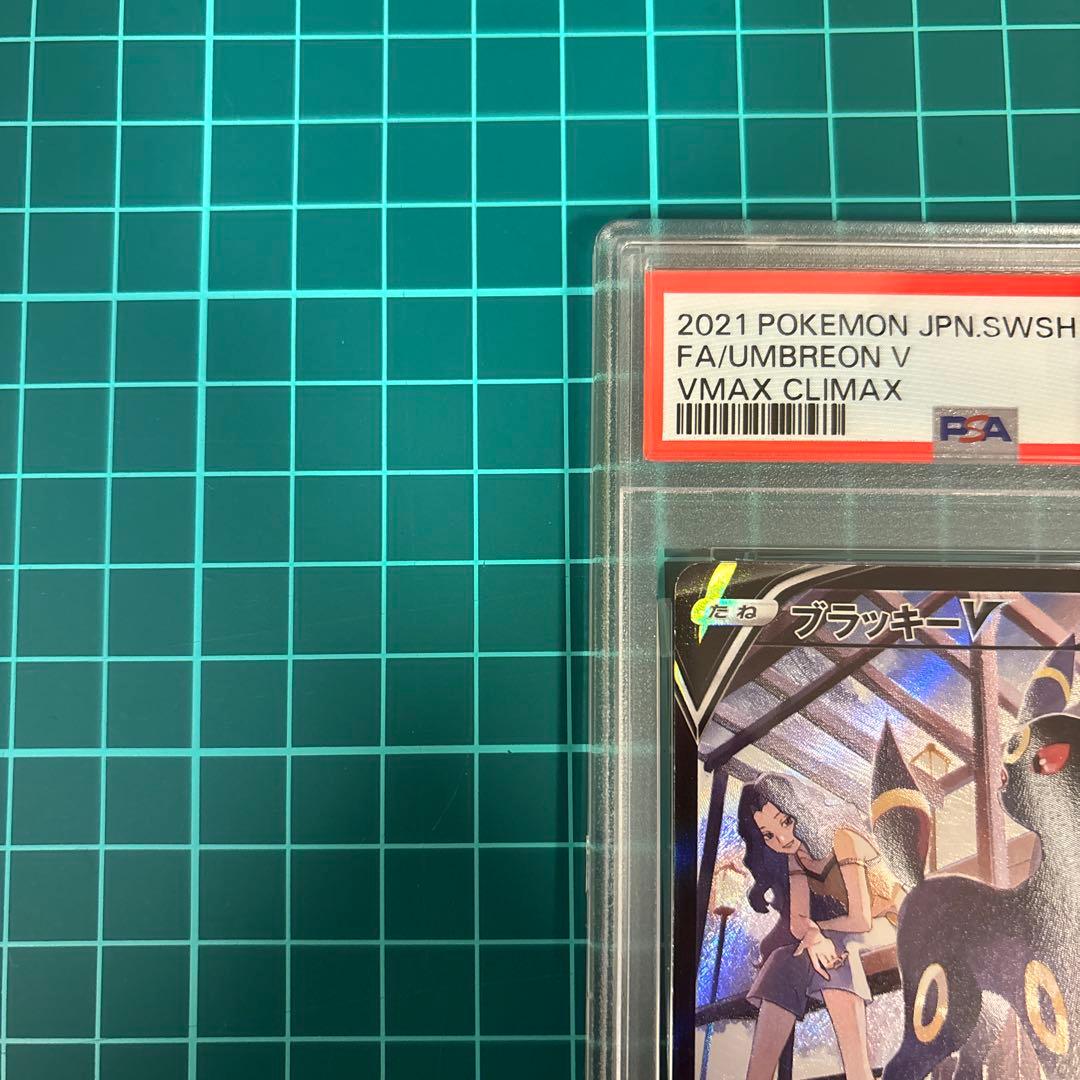 2021 POKEMON JPN.SWSH
FA/UMBREON V
VMAX CLIMAX
PSA
たね ブラッキーV